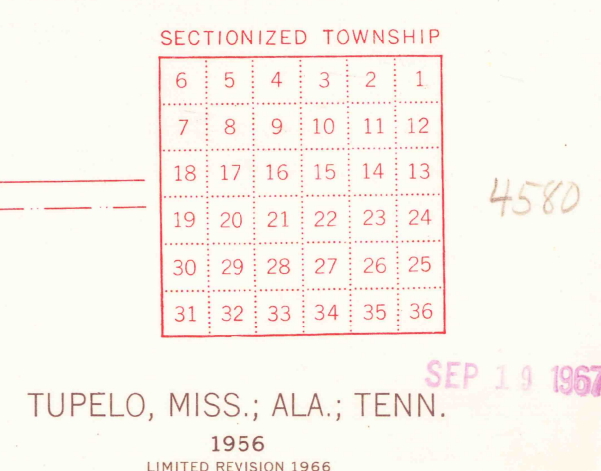 SECTIONIZED TOWNSHIP
6 5 4 3 2 1
7 8 9 10 11 12
18 17 16 15 14 13
4580
19 20 21 22 23 24
30 29 28 27 26 25
31 32 33 34 35 36
SEP 19 1967
TUPELO, MISS.; ALA.; TENN.
1956
LIMITED REVISION 1966